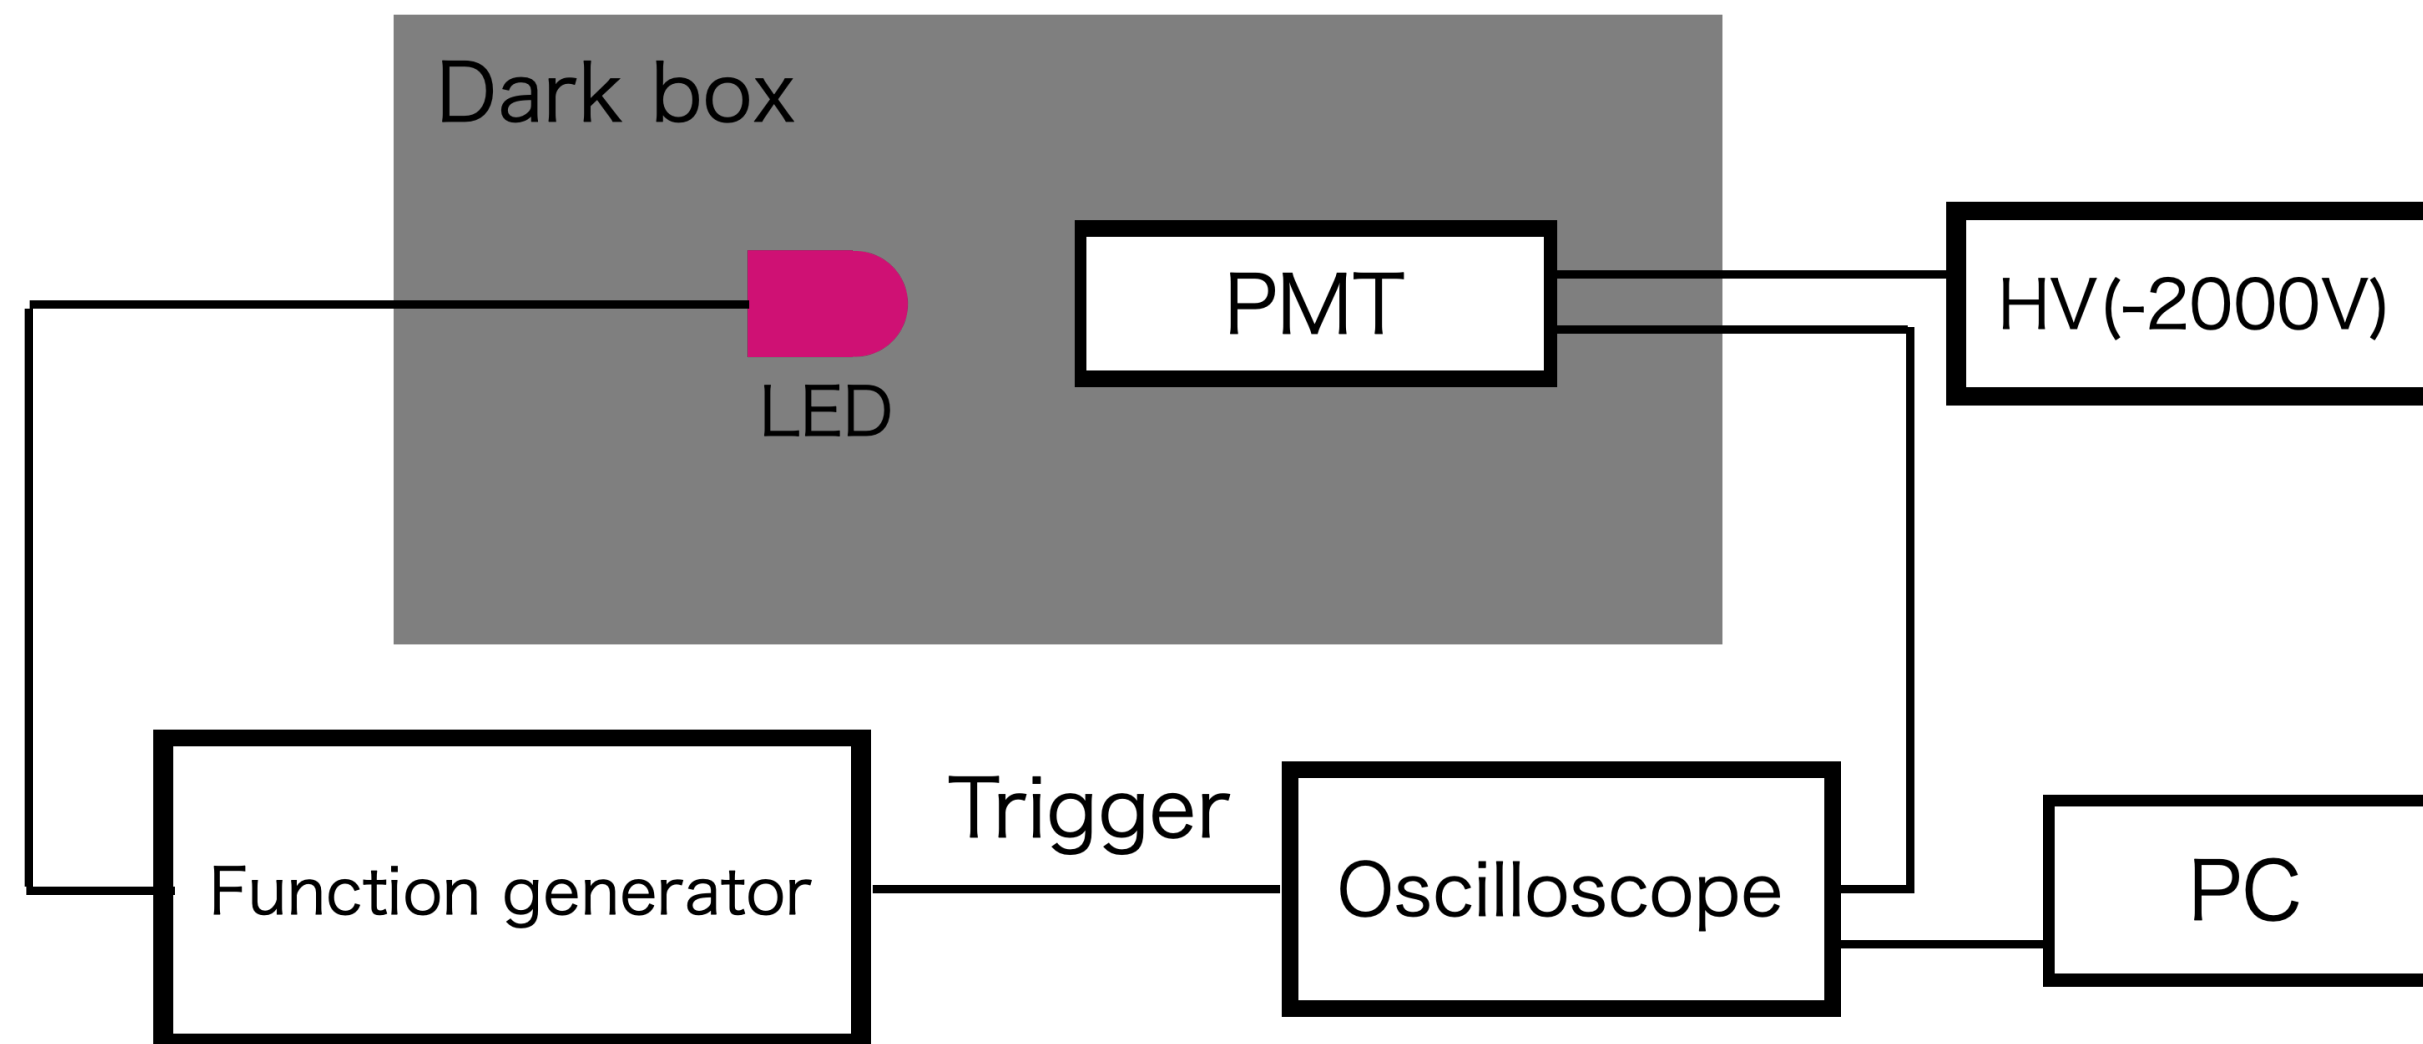 Dark box
PMT
HV(-2000V)
LED
Trigger
Function generator
Oscilloscope
PC